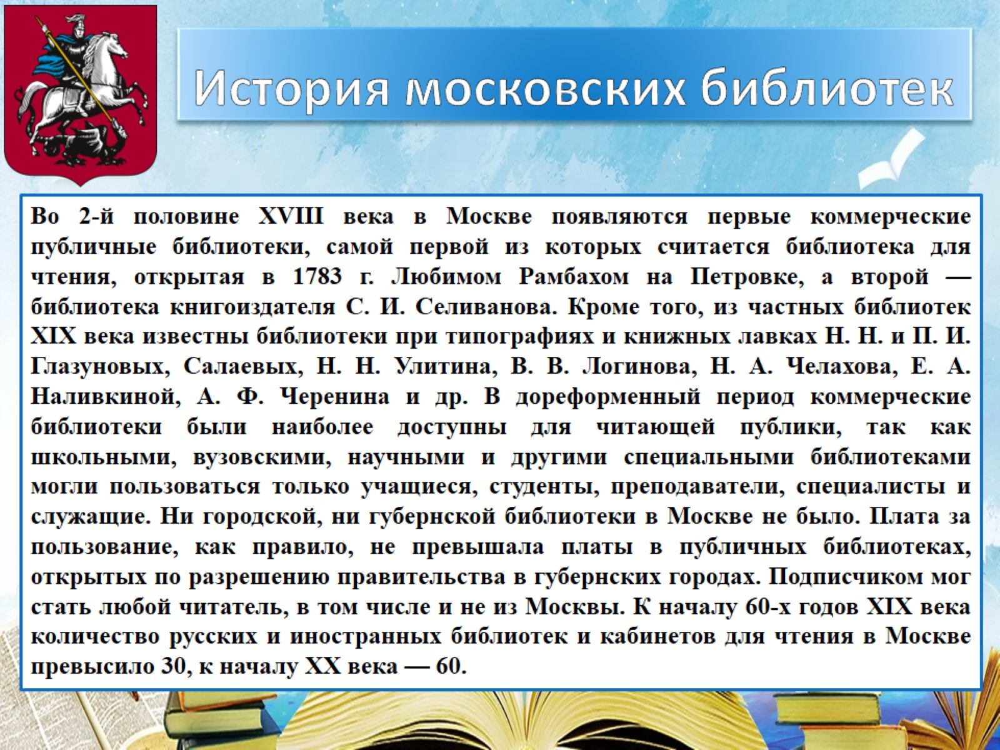 История московских библиотек
Во 2-й половине XVIII века в Москве появляются первые коммерческие
публичные библиотеки, самой первой из которых считается библиотека для
чтения, открытая в 1783 г. Любимом Рамбахом на Петровке, а второй —
библиотека книгоиздателя С. И. Селиванова. Кроме того, из частных библиотек
XIX века известны библиотеки при типографиях и книжных лавках Н. Н. и П. И.
Глазуновых, Салаевых, Н. Н. Улитина, В. В. Логинова, Н. А. Челахова, Е. А.
Наливкиной, А. Ф. Черенина и др. В дореформенный период коммерческие
библиотеки были наиболее доступны для читающей публики, так как
школьными, вузовскими, научными и другими специальными библиотеками
могли пользоваться только учащиеся, студенты, преподаватели, специалисты и
служащие. Ни городской, ни губернской библиотеки в Москве не было. Плата за
пользование, как правило, не превышала платы в публичных библиотеках,
открытых по разрешению правительства в губернских городах. Подписчиком мог
стать любой читатель, в том числе и не из Москвы. К началу 60-х годов XIX века
количество русских и иностранных библиотек и кабинетов для чтения в Москве
превысило 30, к началу XX века — 60.